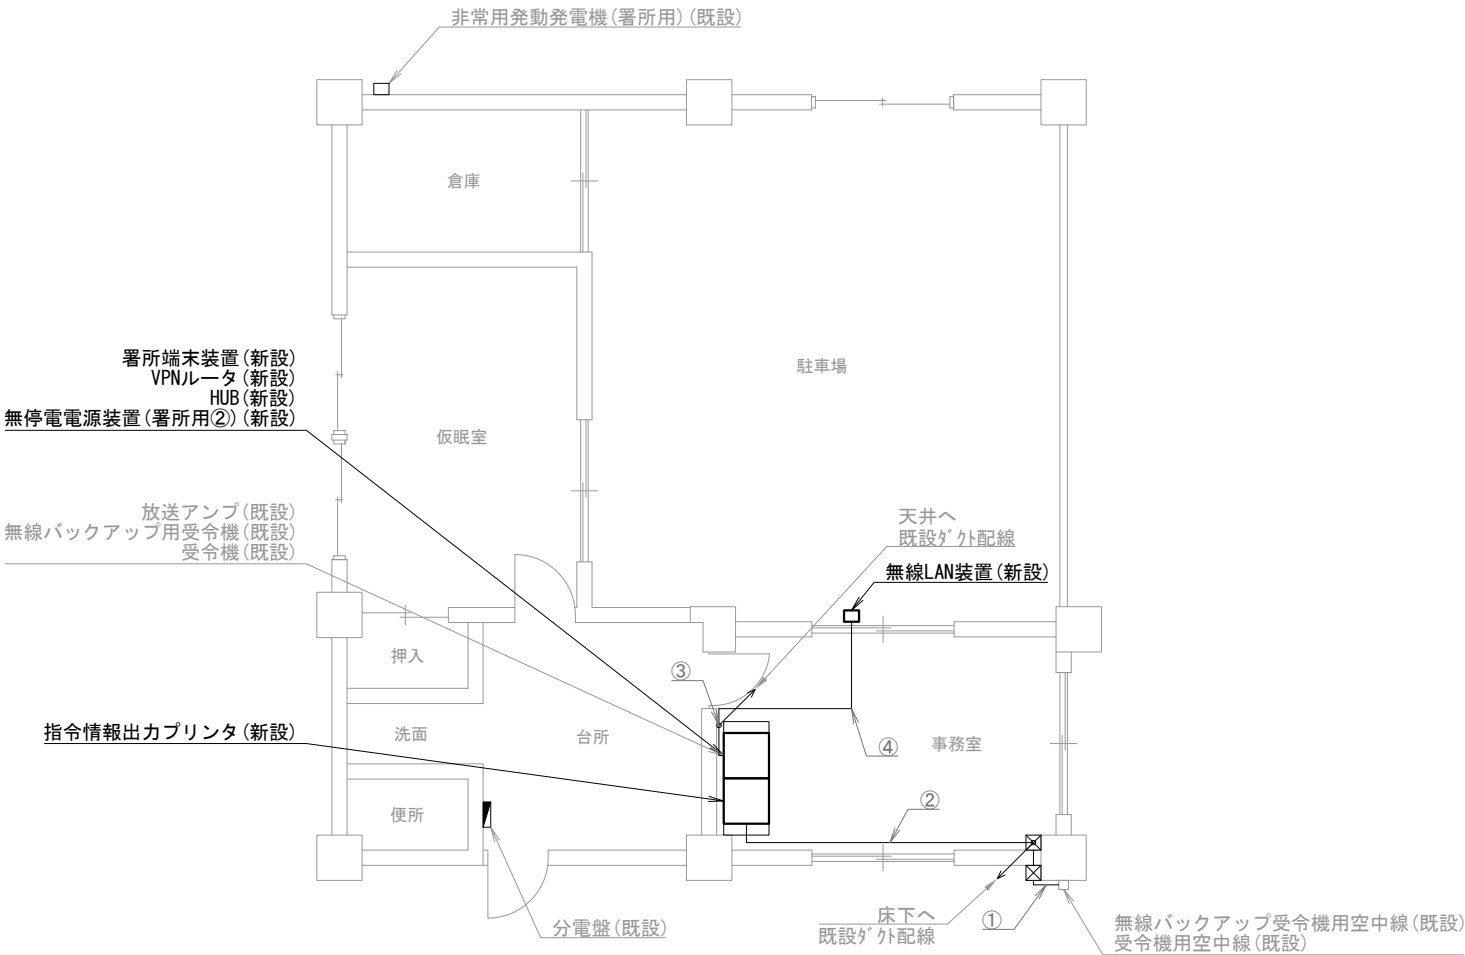 非常用発動発電機(署所用)(既設)
倉庫
署所端末装置(新設)
VPNルータ(新設)
HUB(新設)
無停電電源装置(署所用②)(新設)
駐車場
仮眠室
放送アンプ(既設)
無線バックアップ用受令機(既設)
受令機(既設)
天井へ
既設ダクト配線
無線LAN装置(新設)
押入
③
指令情報出力プリンタ(新設)
洗面
台所
④
事務室
便所
②
分電盤(既設)
床下へ
既設ダクト配線
①
無線バックアップ受令機用空中線(既設)
受令機用空中線(既設)